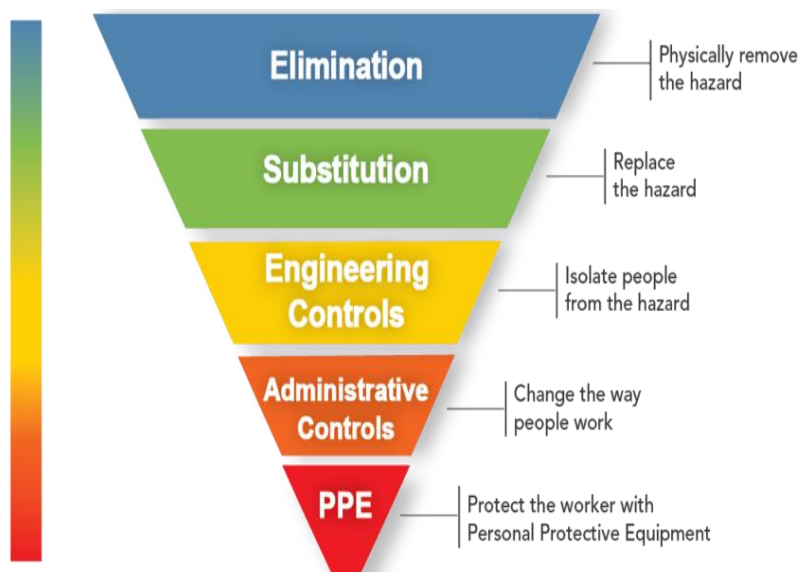 Elimination
Physically remove
the hazard
Substitution
Replace
the hazard
Engineering
Controls
Isolate people
from the hazard
Administrative
Controls
Change the way
people work
PPE
Protect the worker with
Personal Protective Equipment